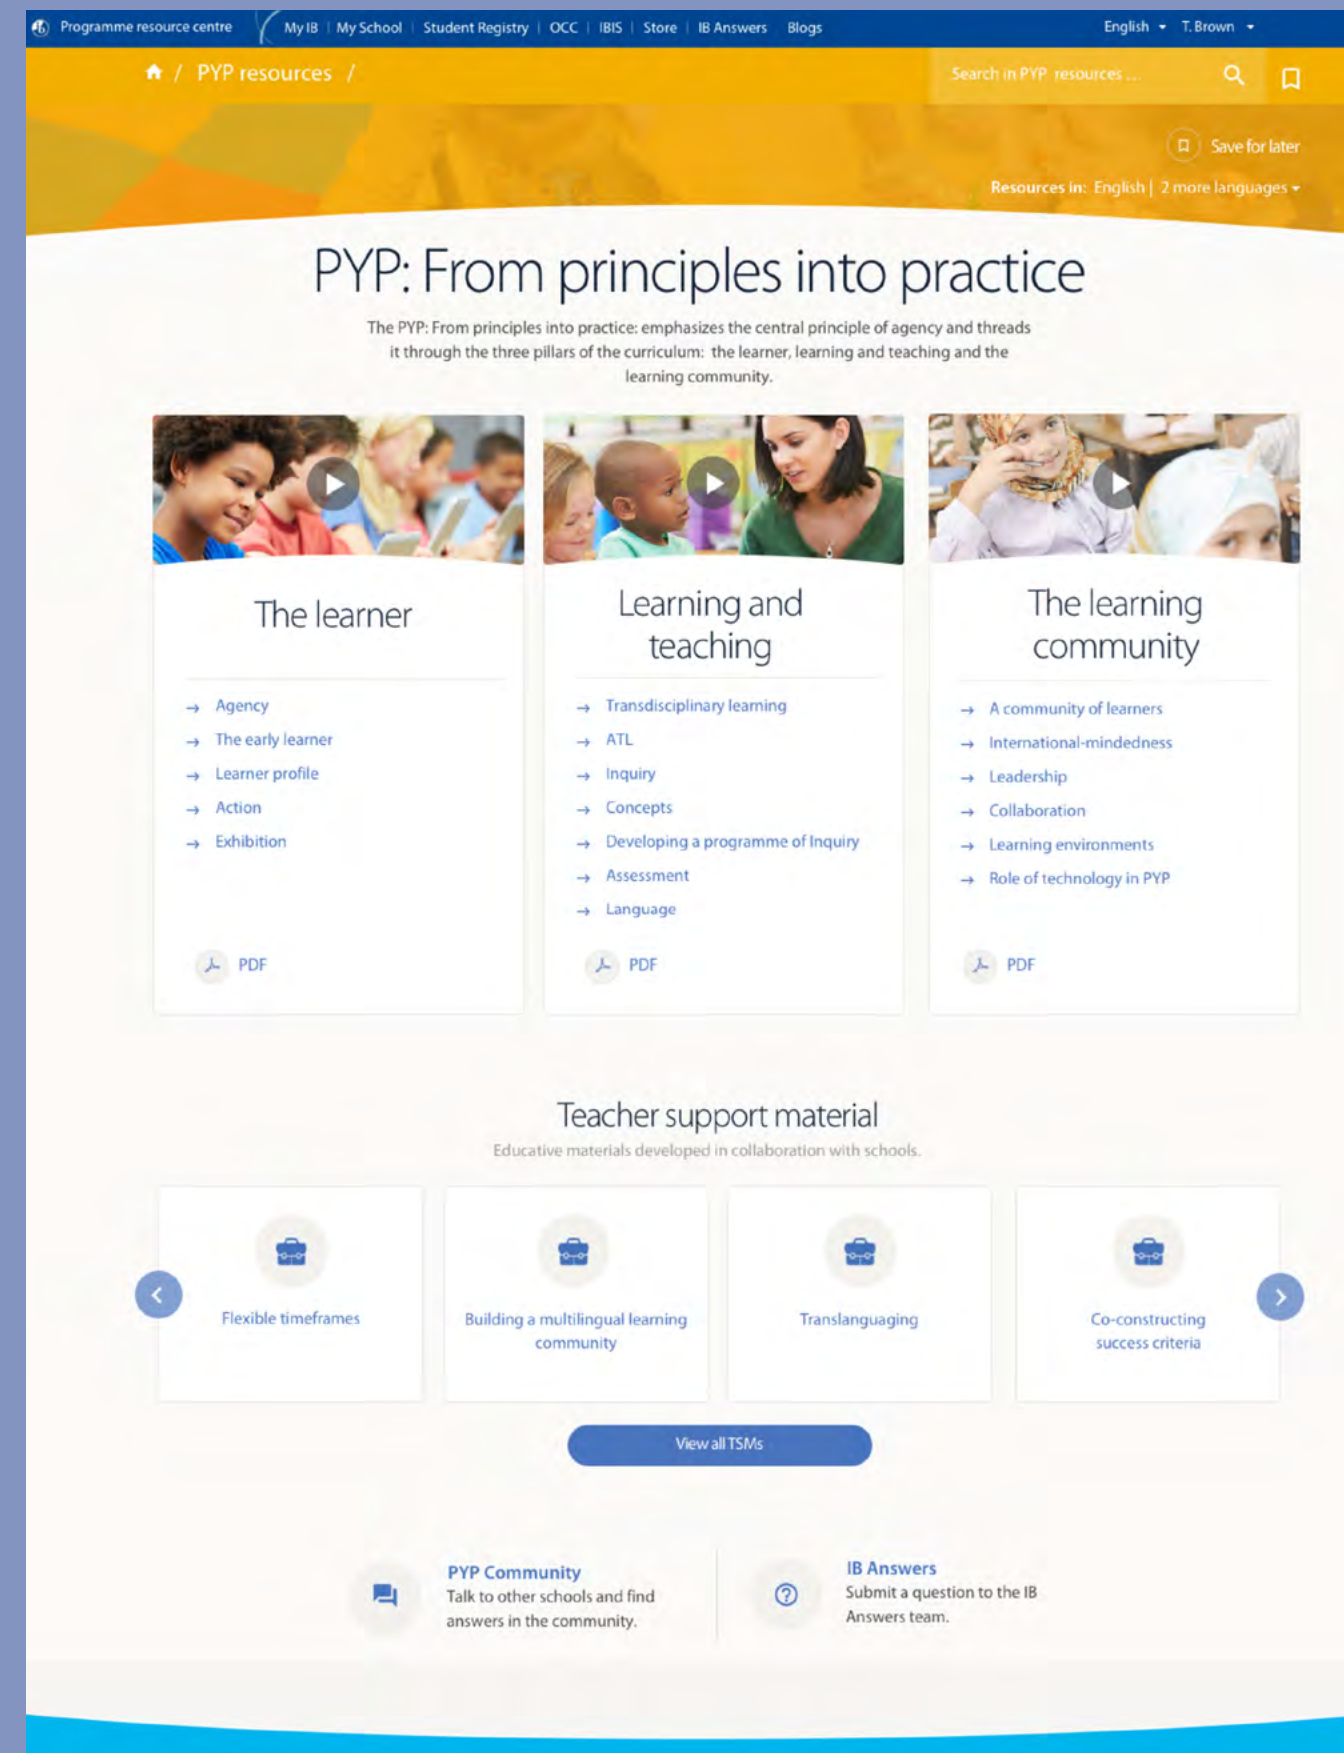 Programme resource centre My IB | My School | Student Registry | OCC | IBIS | Store | IB Answers Blogs English T. Brown
/ PYP resources / Search in PYP resources ...
Save for later
Resources in: English | 2 more languages
PYP: From principles into practice
The PYP: From principles into practice: emphasizes the central principle of agency and threads
it through the three pillars of the curriculum: the learner, learning and teaching and the
learning community.
The learner
→ Agency
→ The early learner
→ Learner profile
→ Action
→ Exhibition
PDF
Learning and
teaching
→ Transdisciplinary learning
→ ATL
→ Inquiry
→ Concepts
→ Developing a programme of Inquiry
→ Assessment
→ Language
PDF
The learning
community
→ A community of learners
→ International-mindedness
→ Leadership
→ Collaboration
→ Learning environments
→ Role of technology in PYP
PDF
Teacher support material
Educative materials developed in collaboration with schools.
Flexible timeframes
Building a multilingual learning
community
Translanguaging
Co-constructing
success criteria
View all TSMs
PYP Community
Talk to other schools and find
answers in the community.
IB Answers
Submit a question to the IB
Answers team.